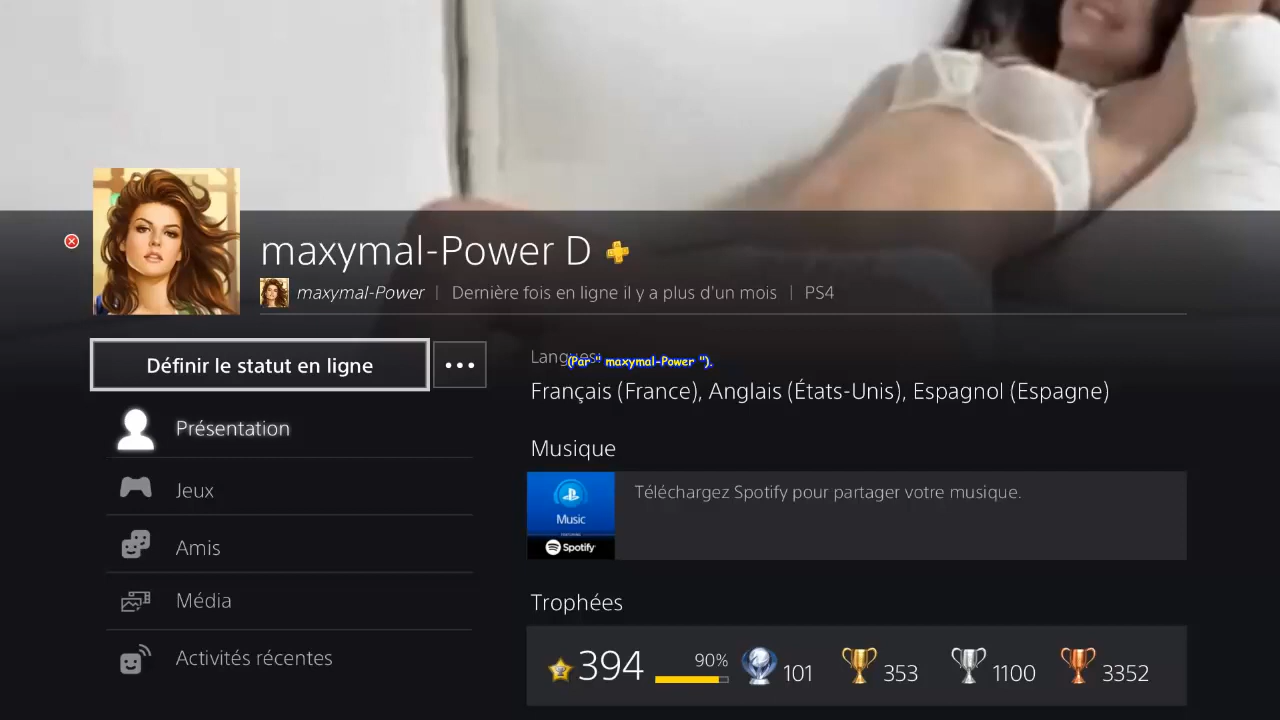 maxymal-Power D
maxymal-Power | Dernière fois en ligne il y a plus d'un mois | PS4
Définir le statut en ligne
•••
Langues
(Par " maxymal-Power ").
Français (France), Anglais (États-Unis), Espagnol (Espagne)
Présentation
Musique
Jeux
Téléchargez Spotify pour partager votre musique.
Music
FEATURING
Spotify
Amis
Média
Trophées
Activités récentes
394 90% 101 353 1100 3352